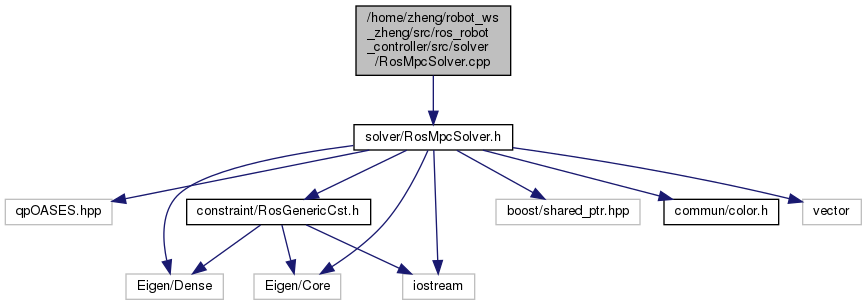 /home/zheng/robot_ws
_zheng/src/ros_robot
_controller/src/solver
/RosMpcSolver.cpp
solver/RosMpcSolver.h
qpOASES.hpp
constraint/RosGenericCst.h
boost/shared_ptr.hpp
commun/color.h
vector
Eigen/Dense
Eigen/Core
iostream